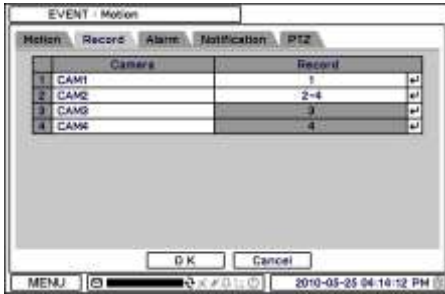 EVENT : Motion
Motion Record Alarm Notification PTZ
Camera Record
1 CAM1 1
2 CAM2 2~4
3 CAM3 3
4 CAM4 4
OK Cancel
MENU 2010-05-25 04:14:12 PM